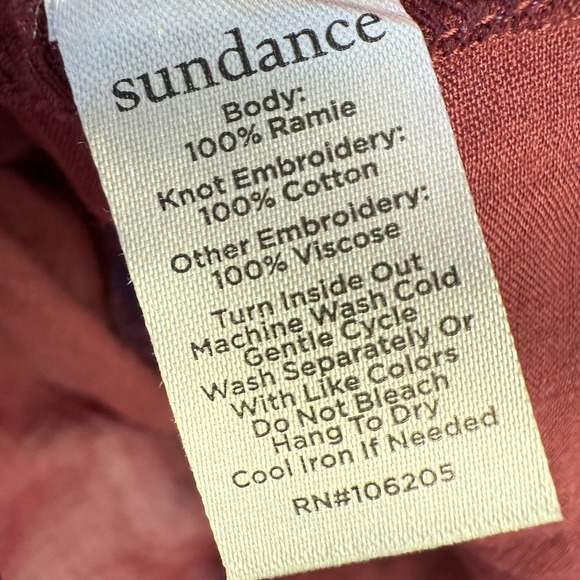 sundance
Body:
100% Ramie
Knot Embroidery:
100% Cotton
Other Embroidery:
100% Viscose
Turn Inside Out
Machine Wash Cold
Gentle Cycle
Wash Separately Or
With Like Colors
Do Not Bleach
Hang To Dry
Cool Iron If Needed
RN#106205